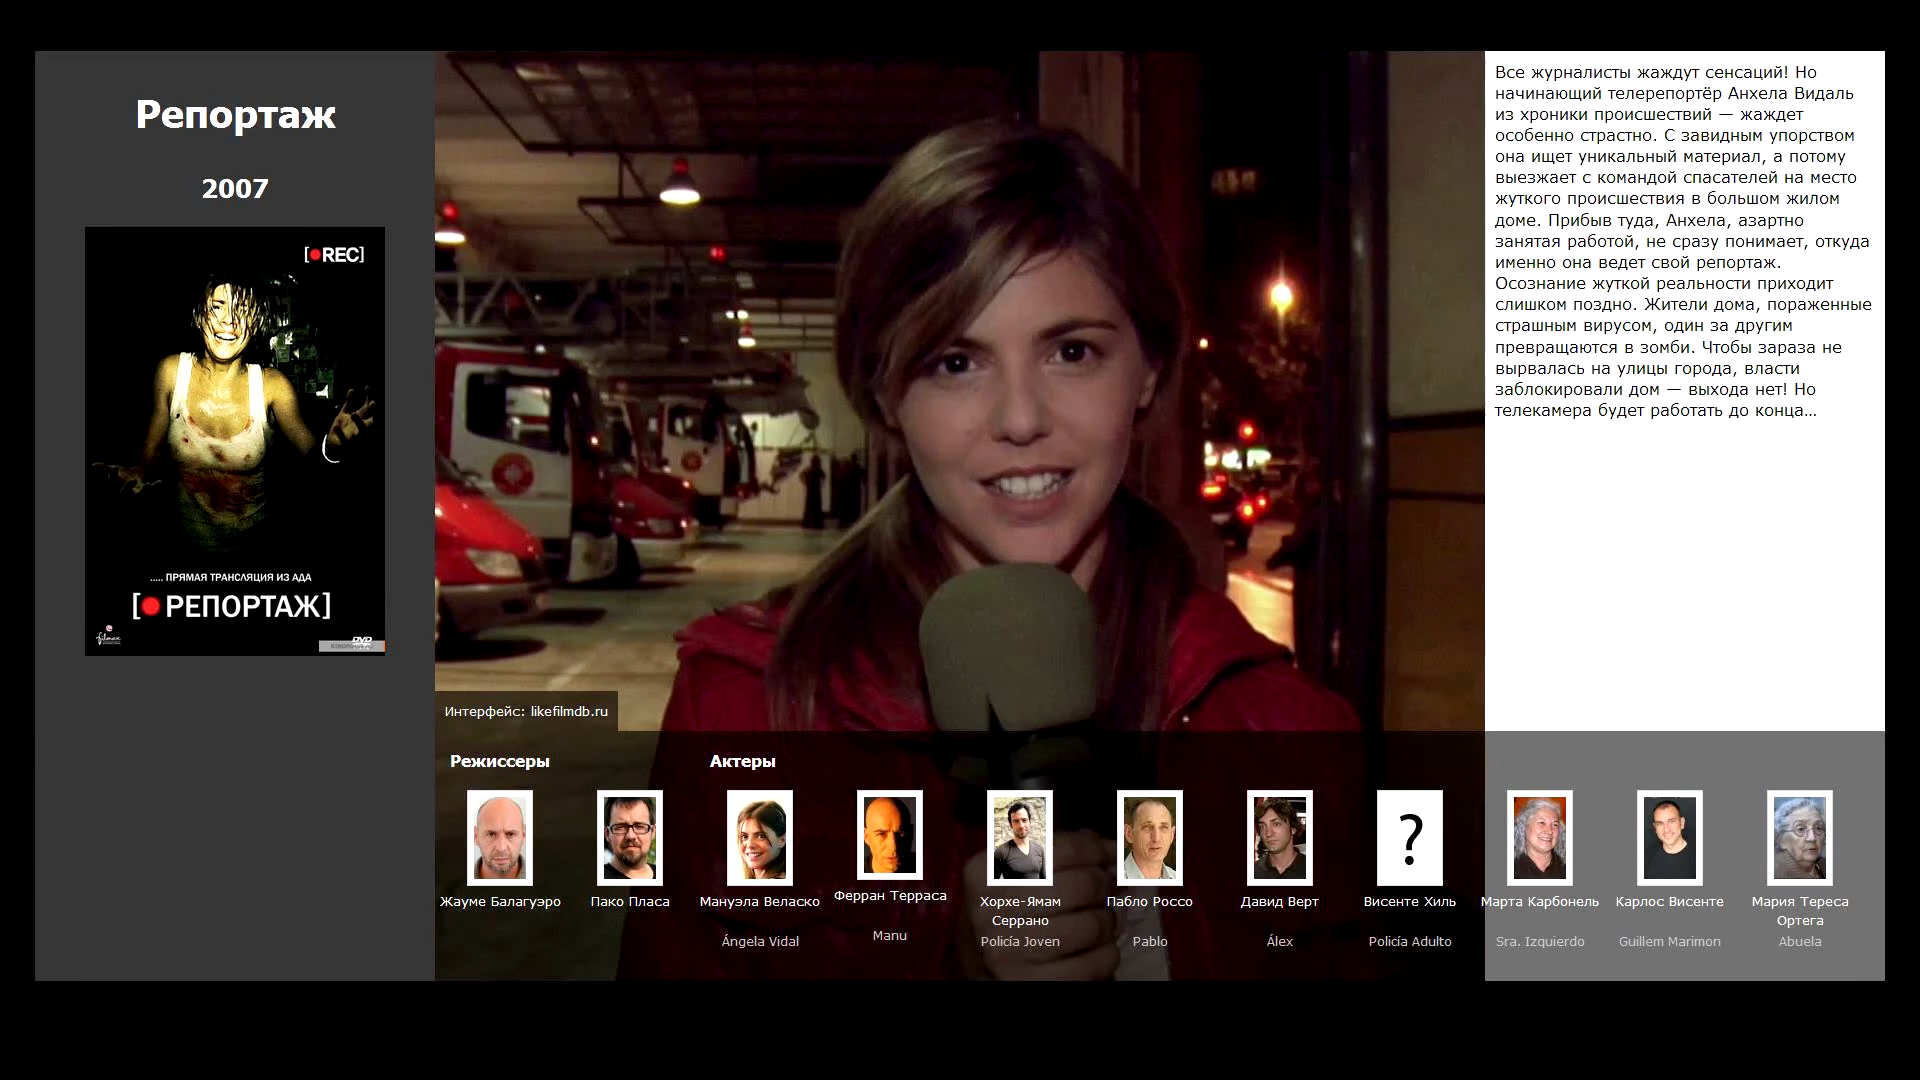 Репортаж
2007
[●REC]
..... ПРЯМАЯ ТРАНСЛЯЦИЯ ИЗ АДА
[●РЕПОРТАЖ]
filmax
DVD
Все журналисты жаждут сенсаций! Но
начинающий телерепортёр Анхела Видаль
из хроники происшествий — жаждет
особенно страстно. С завидным упорством
она ищет уникальный материал, а потому
выезжает с командой спасателей на место
жуткого происшествия в большом жилом
доме. Прибыв туда, Анхела, азартно
занятая работой, не сразу понимает, откуда
именно она ведет свой репортаж.
Осознание жуткой реальности приходит
слишком поздно. Жители дома, пораженные
страшным вирусом, один за другим
превращаются в зомби. Чтобы зараза не
вырвалась на улицы города, власти
заблокировали дом — выхода нет! Но
телекамера будет работать до конца…
Интерфейс: likefilmdb.ru
Режиссеры
Жауме Балагуэро
Пако Пласа
Актеры
Мануэла Веласко
Ángela Vidal
Ферран Терраса
Manu
Хорхе-Ямам
Серрано
Policía Joven
Пабло Россо
Pablo
Давид Верт
Álex
?
Висенте Хиль
Policía Adulto
Марта Карбонель
Sra. Izquierdo
Карлос Висенте
Guillem Marimon
Мария Тереса
Ортега
Abuela